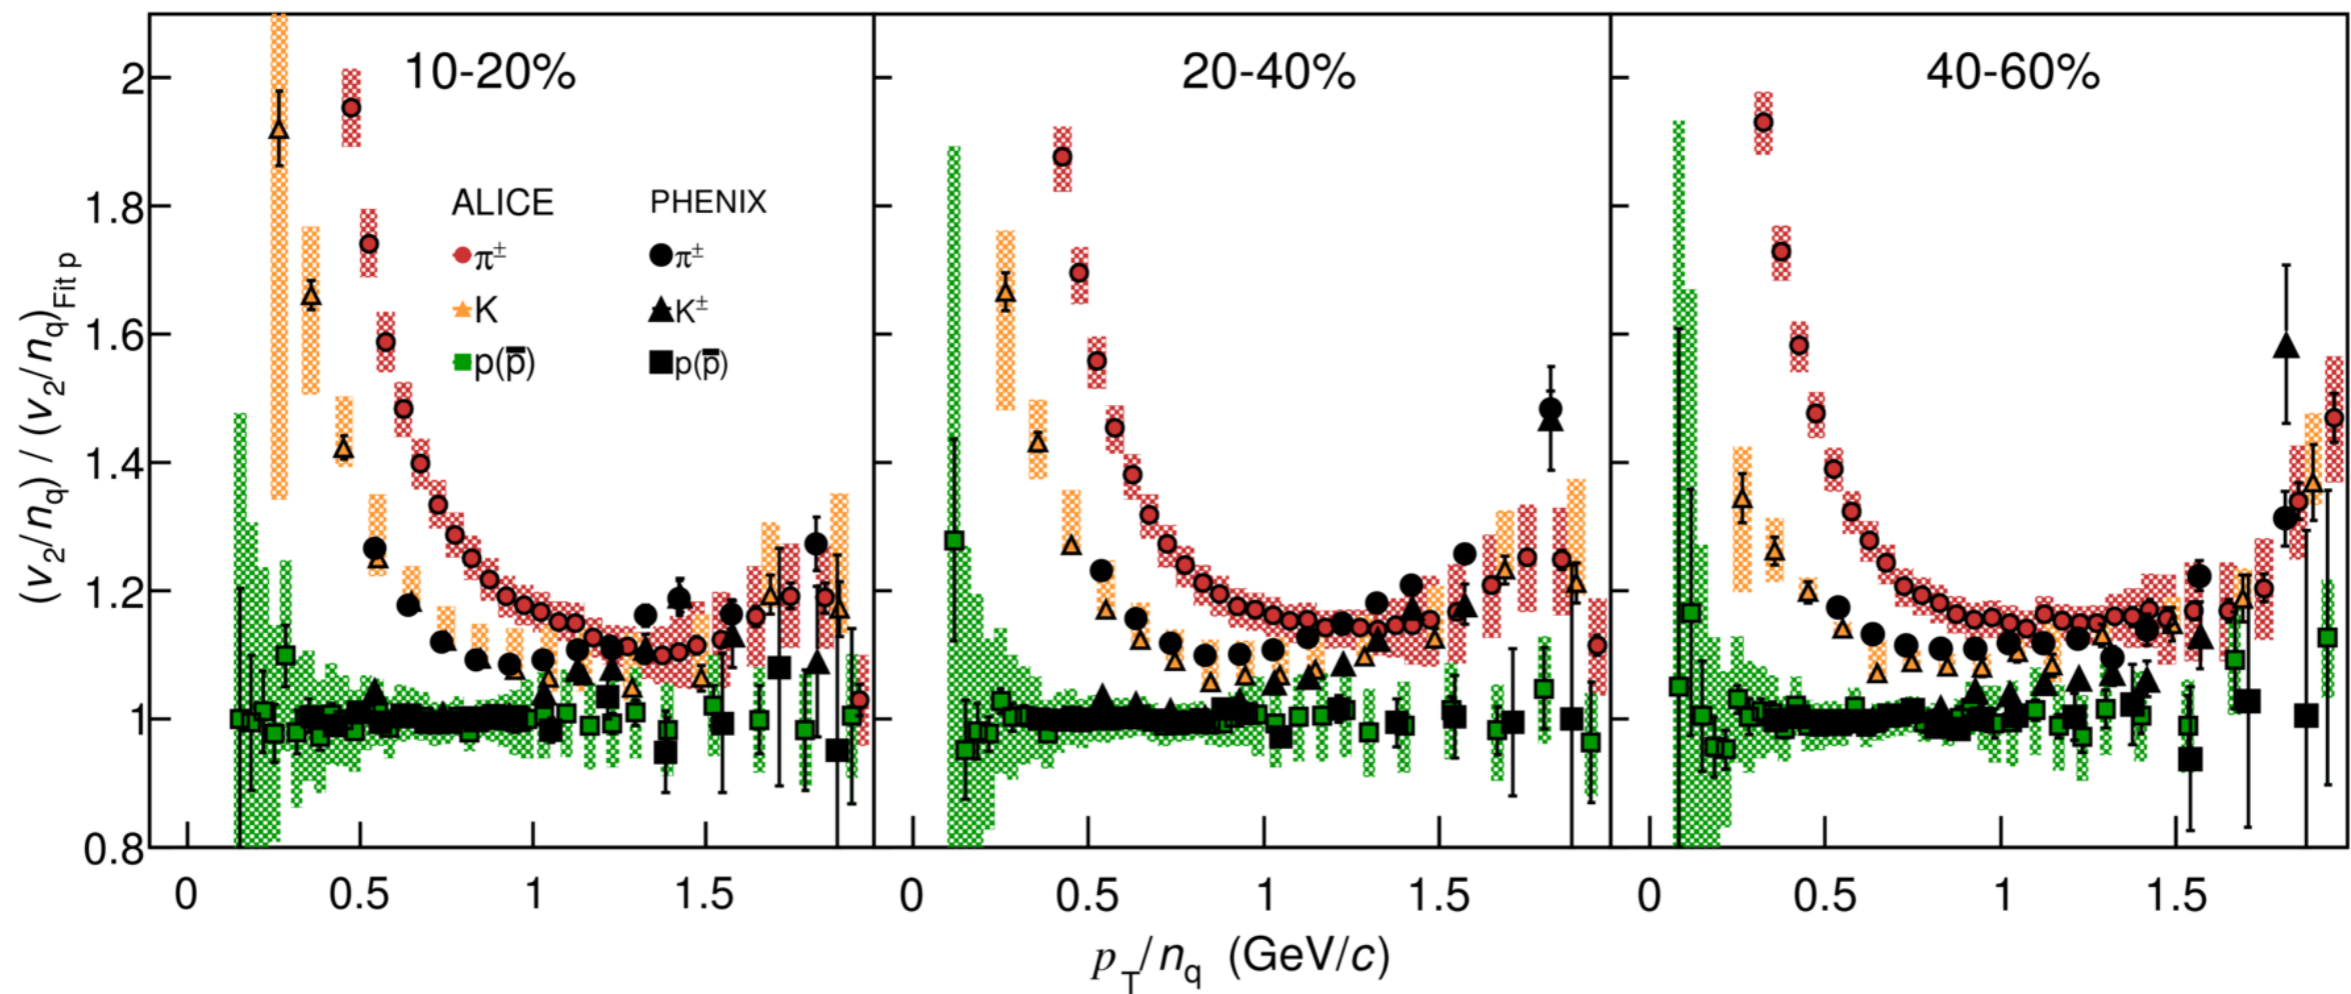 10-20% 20-40% 40-60%
ALICE PHENIX
π± π±
K K±
p(p̅) p(p̅)
(v2/nq) / (v2/nq)Fit p
2
1.8
1.6
1.4
1.2
1
0.8
0 0.5 1 1.5 0 0.5 1 1.5 0 0.5 1 1.5
pT/nq (GeV/c)